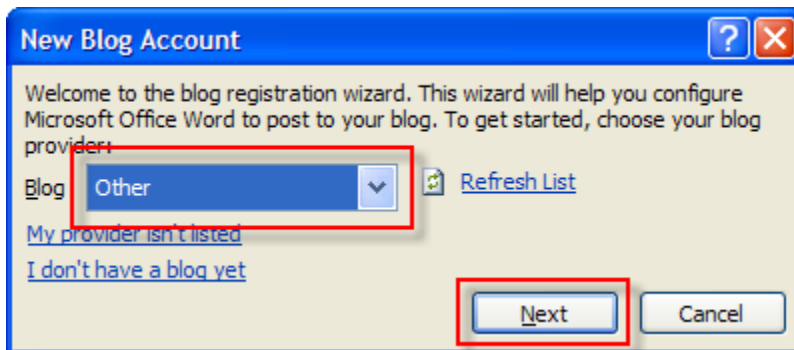 New Blog Account
Welcome to the blog registration wizard. This wizard will help you configure
Microsoft Office Word to post to your blog. To get started, choose your blog
provider:
Blog Other Refresh List
My provider isn't listed
I don't have a blog yet
Next Cancel